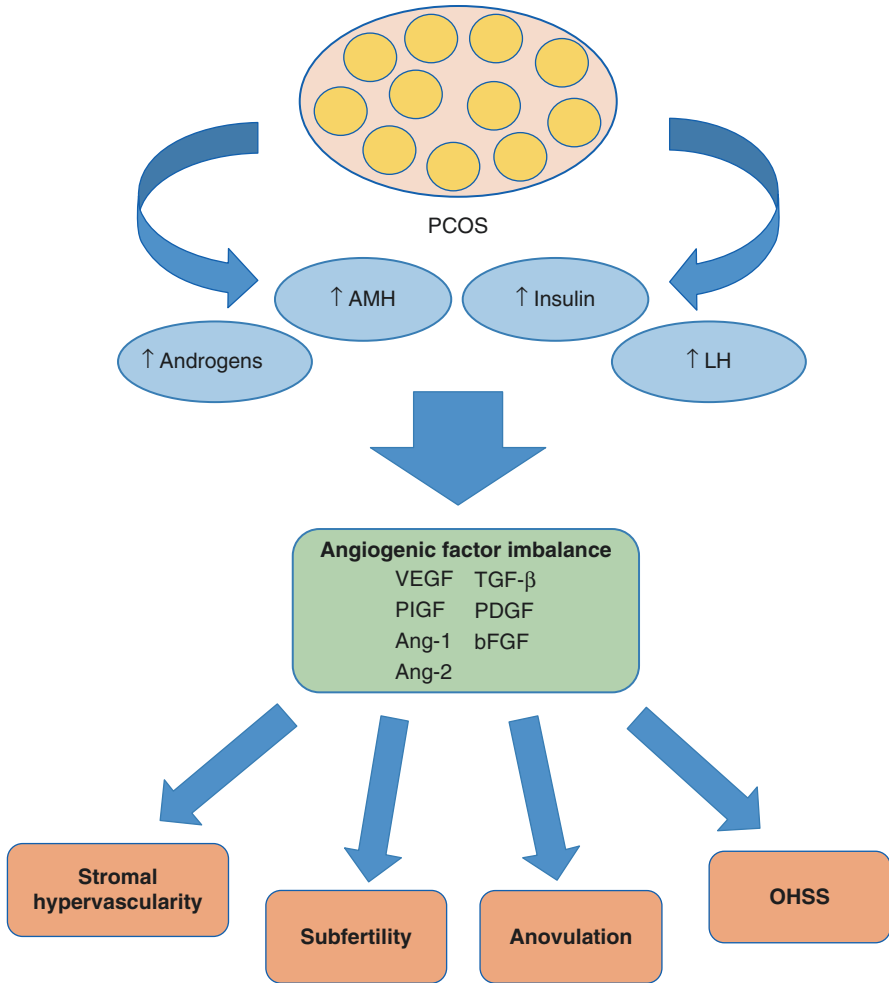 PCOS
↑ AMH
↑ Insulin
↑ Androgens
↑ LH
Angiogenic factor imbalance
VEGF TGF-β
PIGF PDGF
Ang-1 bFGF
Ang-2
Stromal
hypervascularity
Subfertility
Anovulation
OHSS